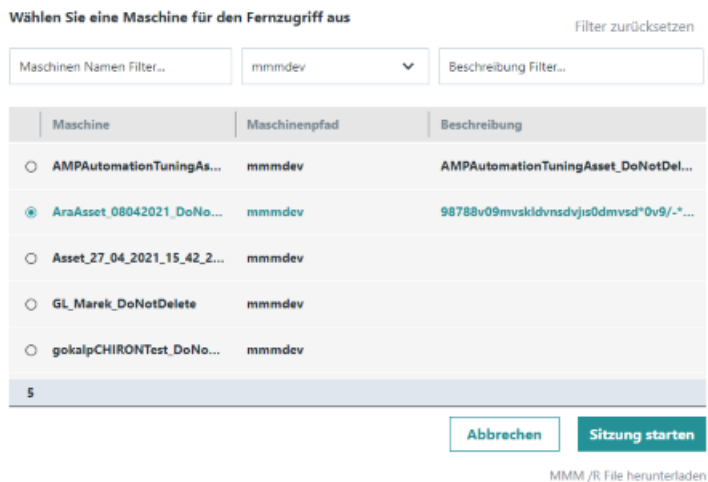 Wählen Sie eine Maschine für den Fernzugriff aus
Filter zurücksetzen
Maschinen Namen Filter... mmmdev Beschreibung Filter...
Maschine Maschinenpfad Beschreibung
AMPAutomationTuningAs... mmmdev AMPAutomationTuningAsset_DoNotDel...
AraAsset_08042021_DoNo... mmmdev 98788v09mvskldvnsdvjıs0dmvsd*0v9/-*...
Asset_27_04_2021_15_42_2... mmmdev
GL_Marek_DoNotDelete mmmdev
gokalpCHIRONTest_DoNo... mmmdev
5
Abbrechen Sitzung starten
MMM /R File herunterladen